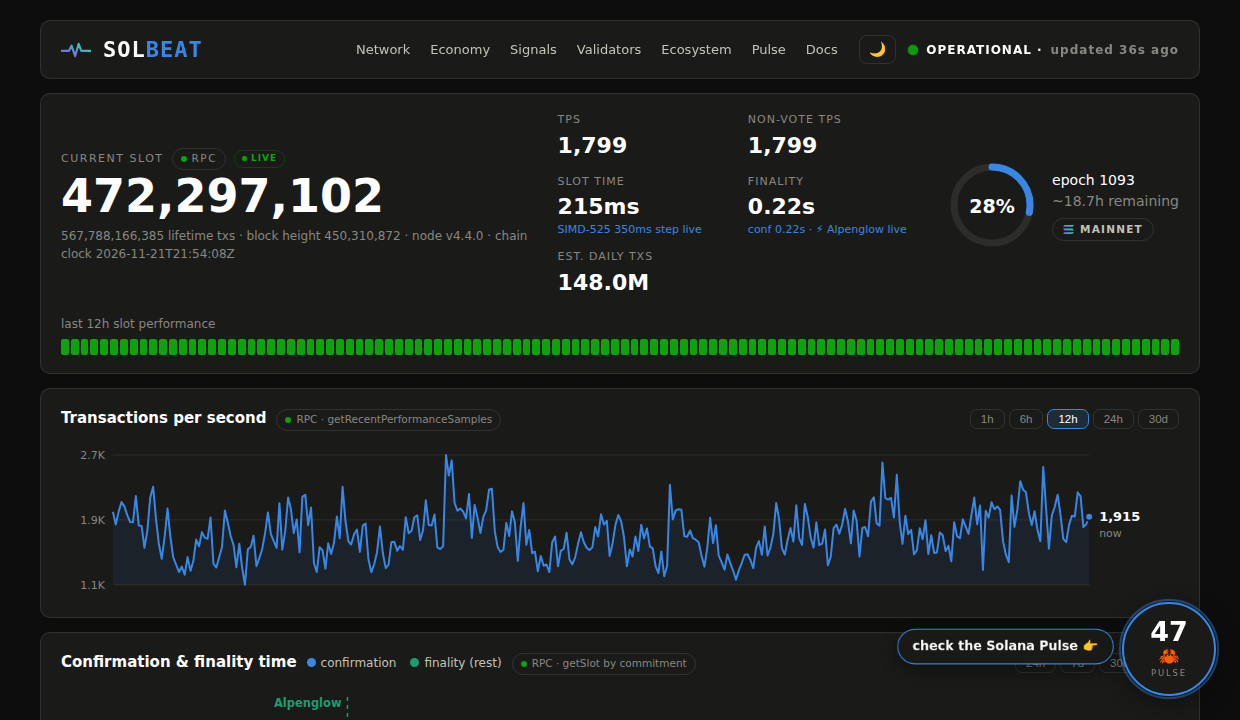 SOLBEAT
Network Economy Signals Validators Ecosystem Pulse Docs
OPERATIONAL · updated 36s ago
CURRENT SLOT RPC LIVE
472,297,102
567,788,166,385 lifetime txs · block height 450,310,872 · node v4.4.0 · chain
clock 2026-11-21T21:54:08Z
TPS
1,799
NON-VOTE TPS
1,799
SLOT TIME
215ms
SIMD-525 350ms step live
FINALITY
0.22s
conf 0.22s · ⚡ Alpenglow live
EST. DAILY TXS
148.0M
28%
epoch 1093
~18.7h remaining
MAINNET
last 12h slot performance
Transactions per second RPC · getRecentPerformanceSamples
1h 6h 12h 24h 30d
2.7K
1.9K
1.1K
1,915
now
Confirmation & finality time confirmation finality (rest) RPC · getSlot by commitment
check the Solana Pulse 👉
47
PULSE
Alpenglow